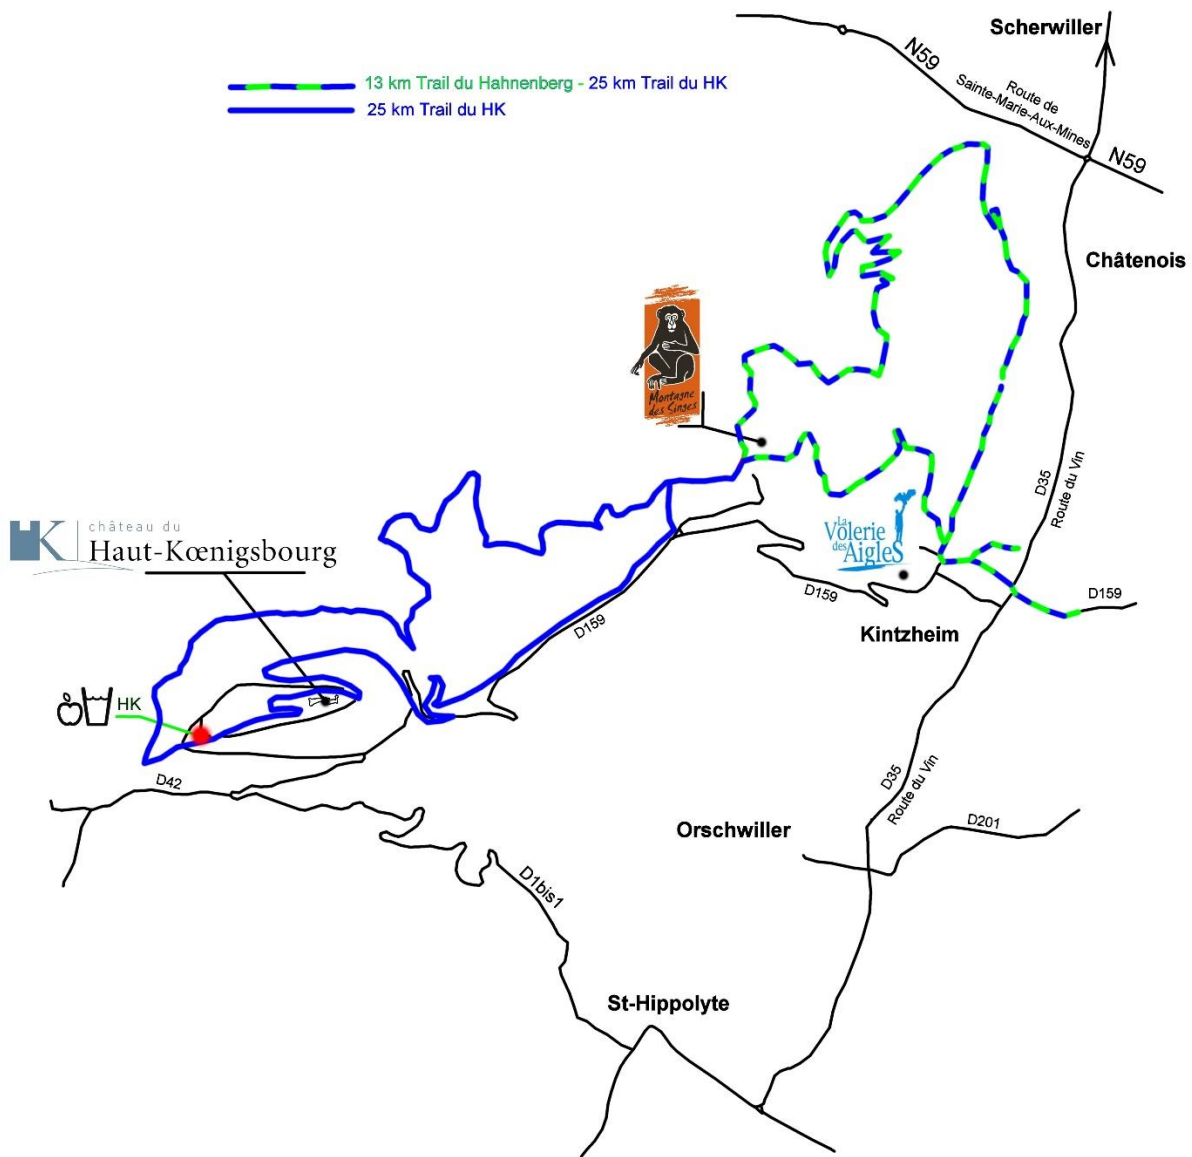 Scherwiller
N59
Route de
Sainte-Marie-Aux-Mines
N59
13 km Trail du Hahnenberg - 25 km Trail du HK
25 km Trail du HK
Châtenois
Montagne
des Singes
D35
Route du Vin
La
Volerie
des
AigleS
château du
Haut-Kœnigsbourg
D159
D159
D159
Kintzheim
HK
D42
D35
Route du Vin
Orschwiller
D201
D1bis1
St-Hippolyte